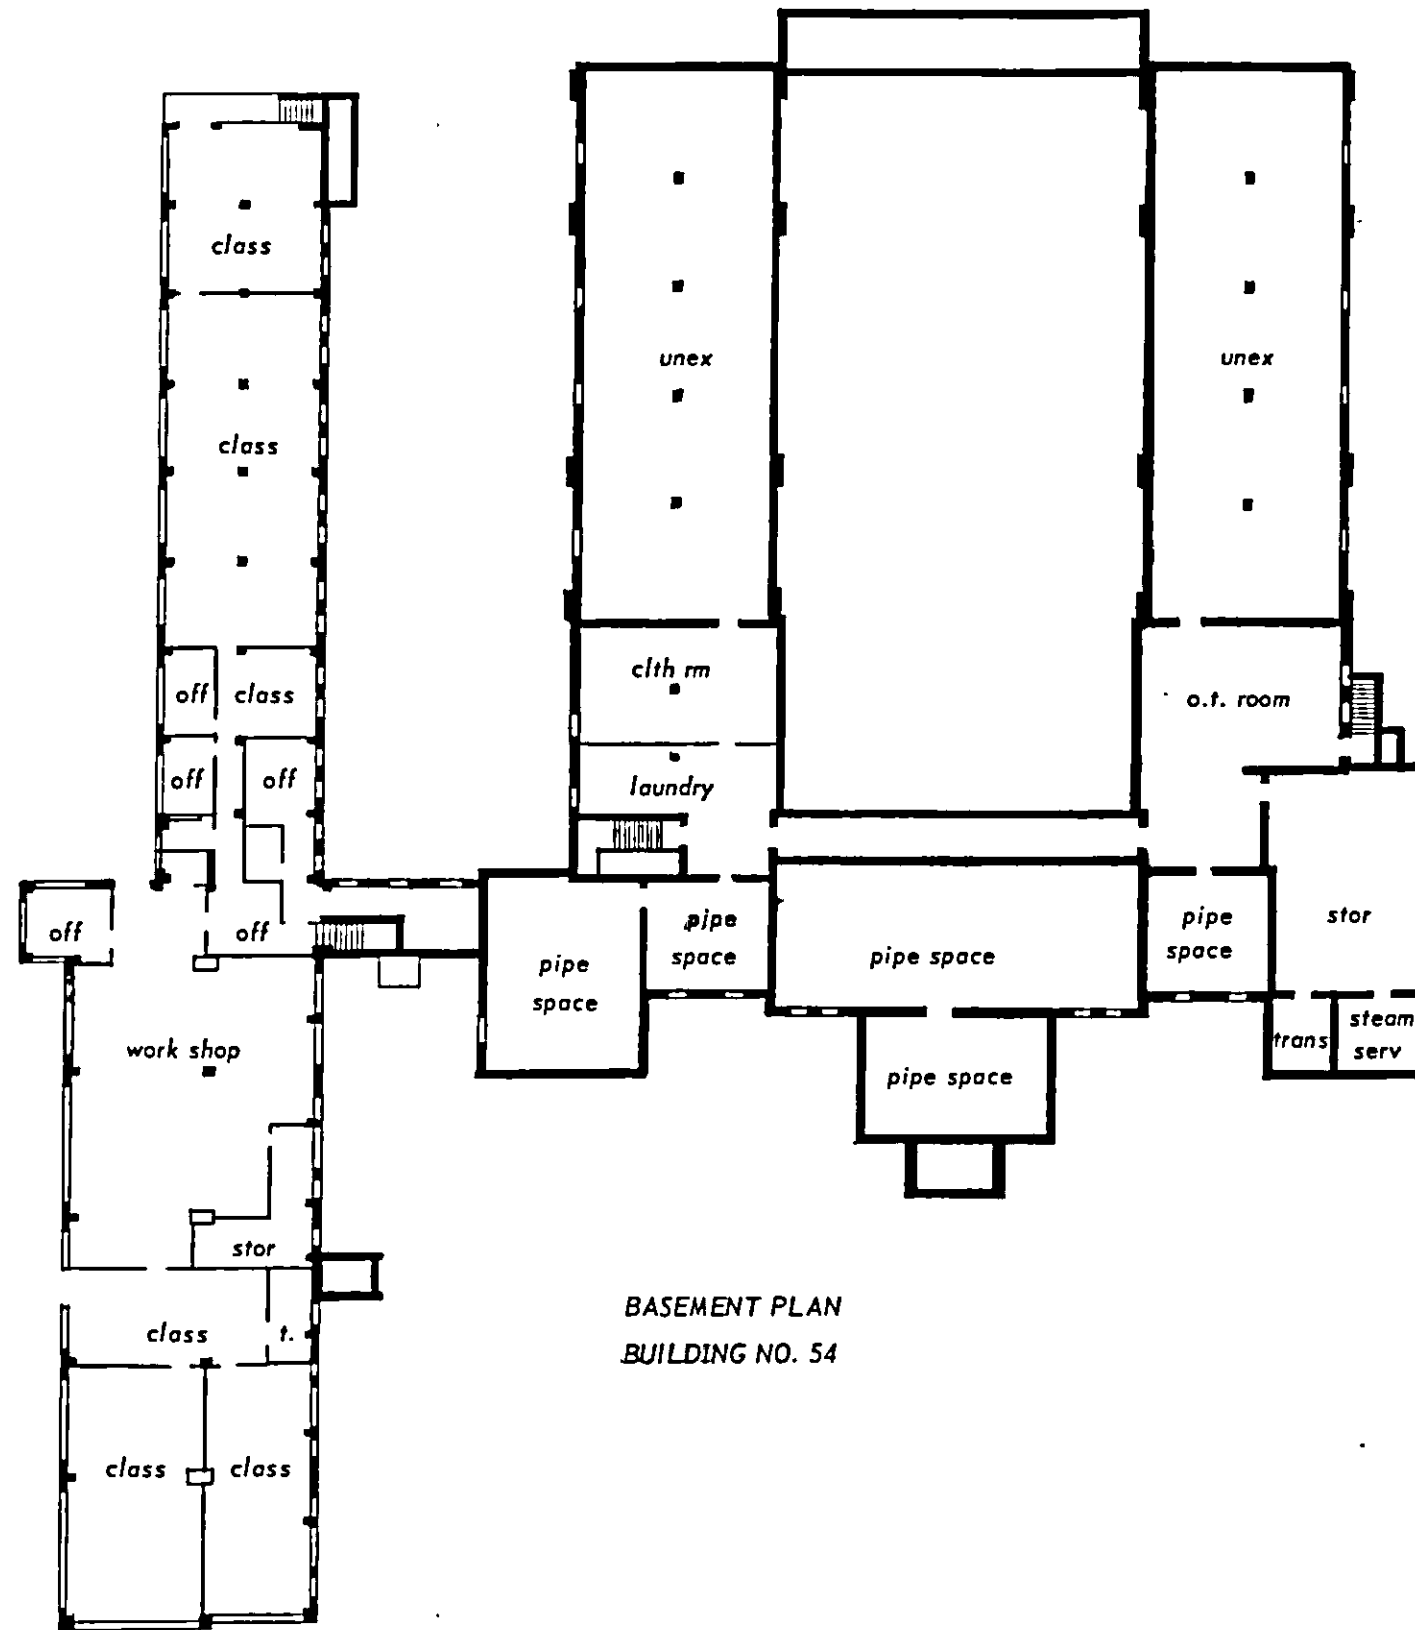 class
unex
unex
class
clth rm
off
class
o.t. room
off
off
laundry
off
off
pipe
space
pipe
space
pipe space
pipe
space
stor
work shop
trans
steam
serv
pipe space
stor
class
t.
BASEMENT PLAN
BUILDING NO. 54
class
class